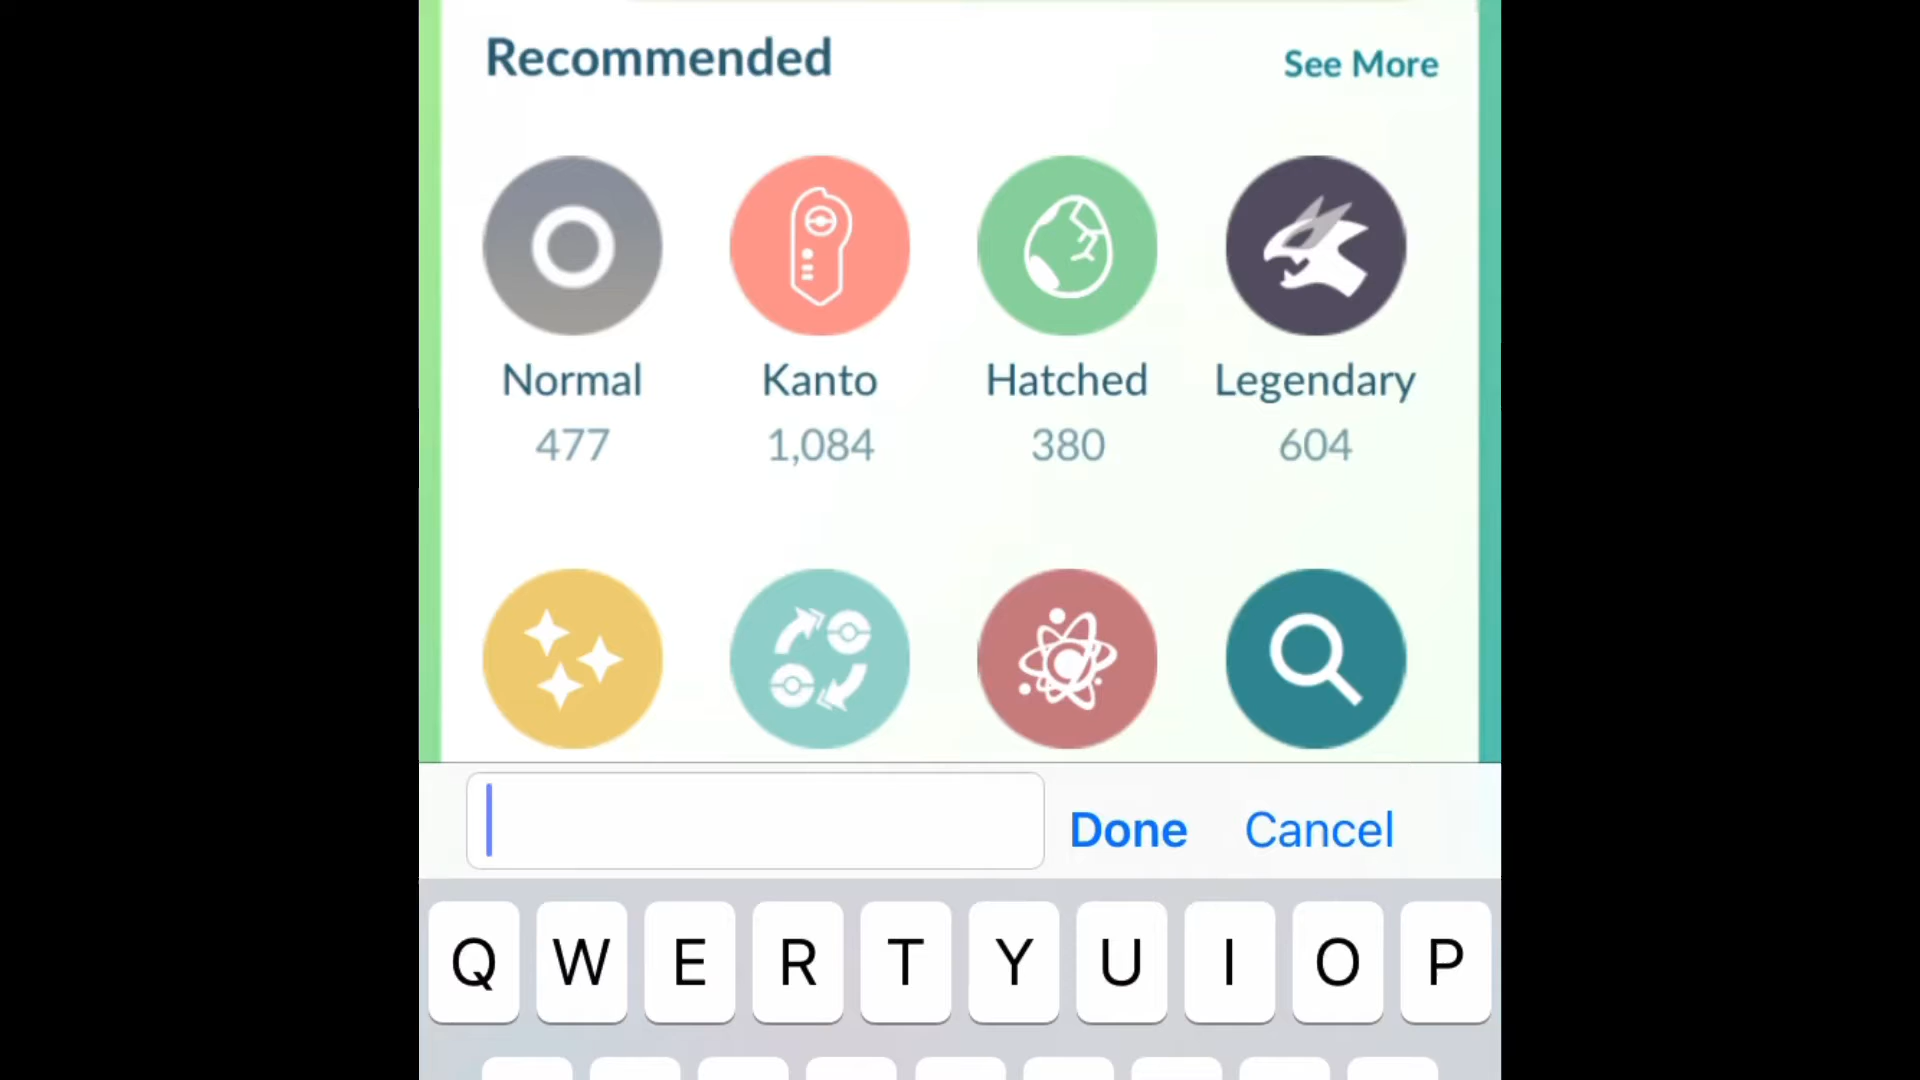 Recommended See More
Normal Kanto Hatched Legendary
477 1,084 380 604
Done Cancel
Q W E R T Y U I O P